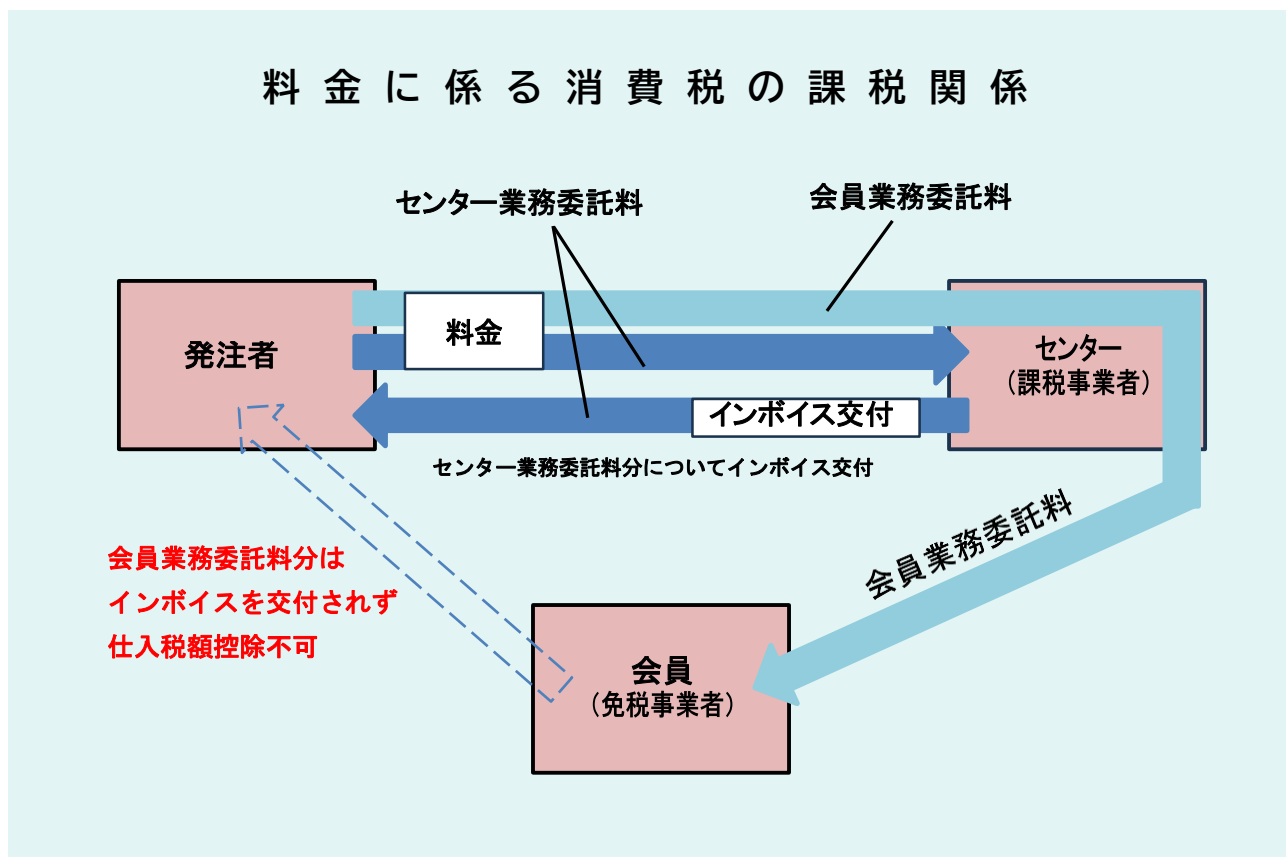 料金に係る消費税の課税関係
センター業務委託料
会員業務委託料
発注者
料金
センター
（課税事業者）
インボイス交付
センター業務委託料分についてインボイス交付
会員業務委託料
会員業務委託料分は
インボイスを交付されず
仕入税額控除不可
会員
（免税事業者）